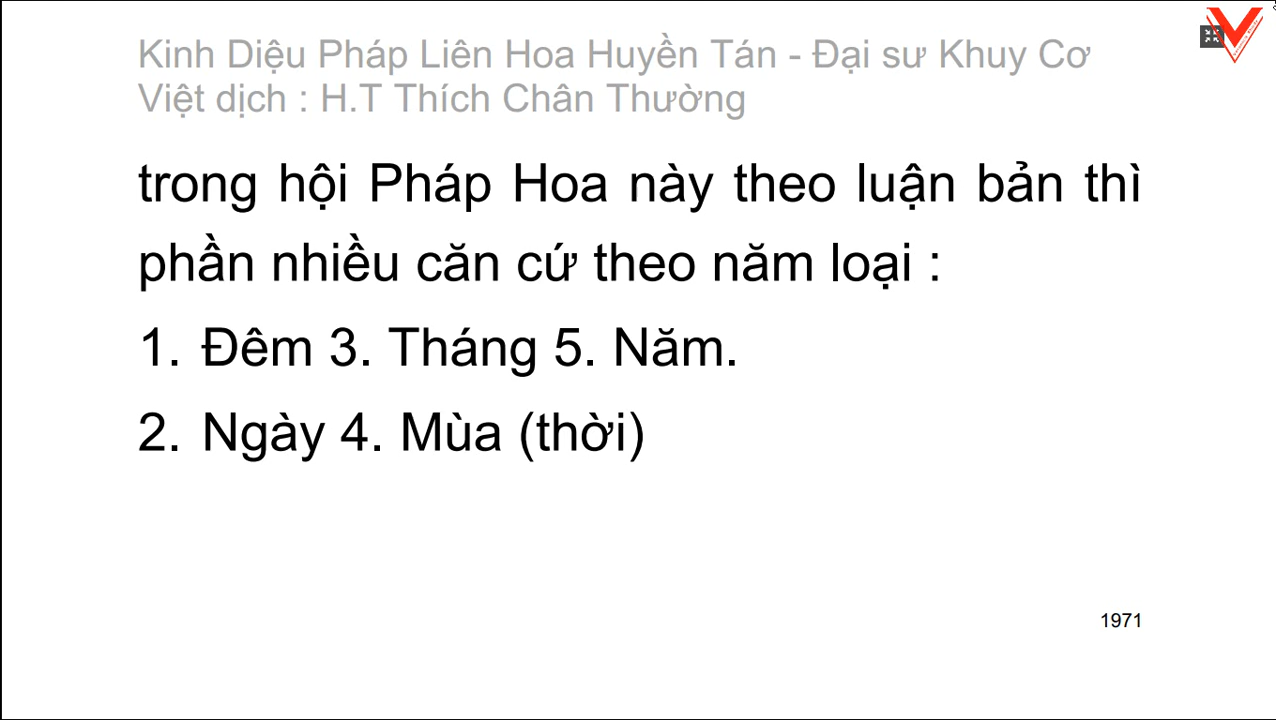 Kinh Diệu Pháp Liên Hoa Huyền Tán - Đại sư Khuy Cơ
Việt dịch : H.T Thích Chân Thường
trong hội Pháp Hoa này theo luận bản thì
phần nhiều căn cứ theo năm loại :
1. Đêm 3. Tháng 5. Năm.
2. Ngày 4. Mùa (thời)
1971